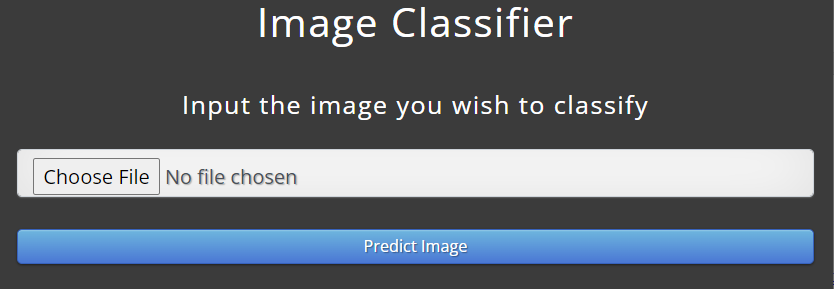 Image Classifier
Input the image you wish to classify
Choose File No file chosen
Predict Image